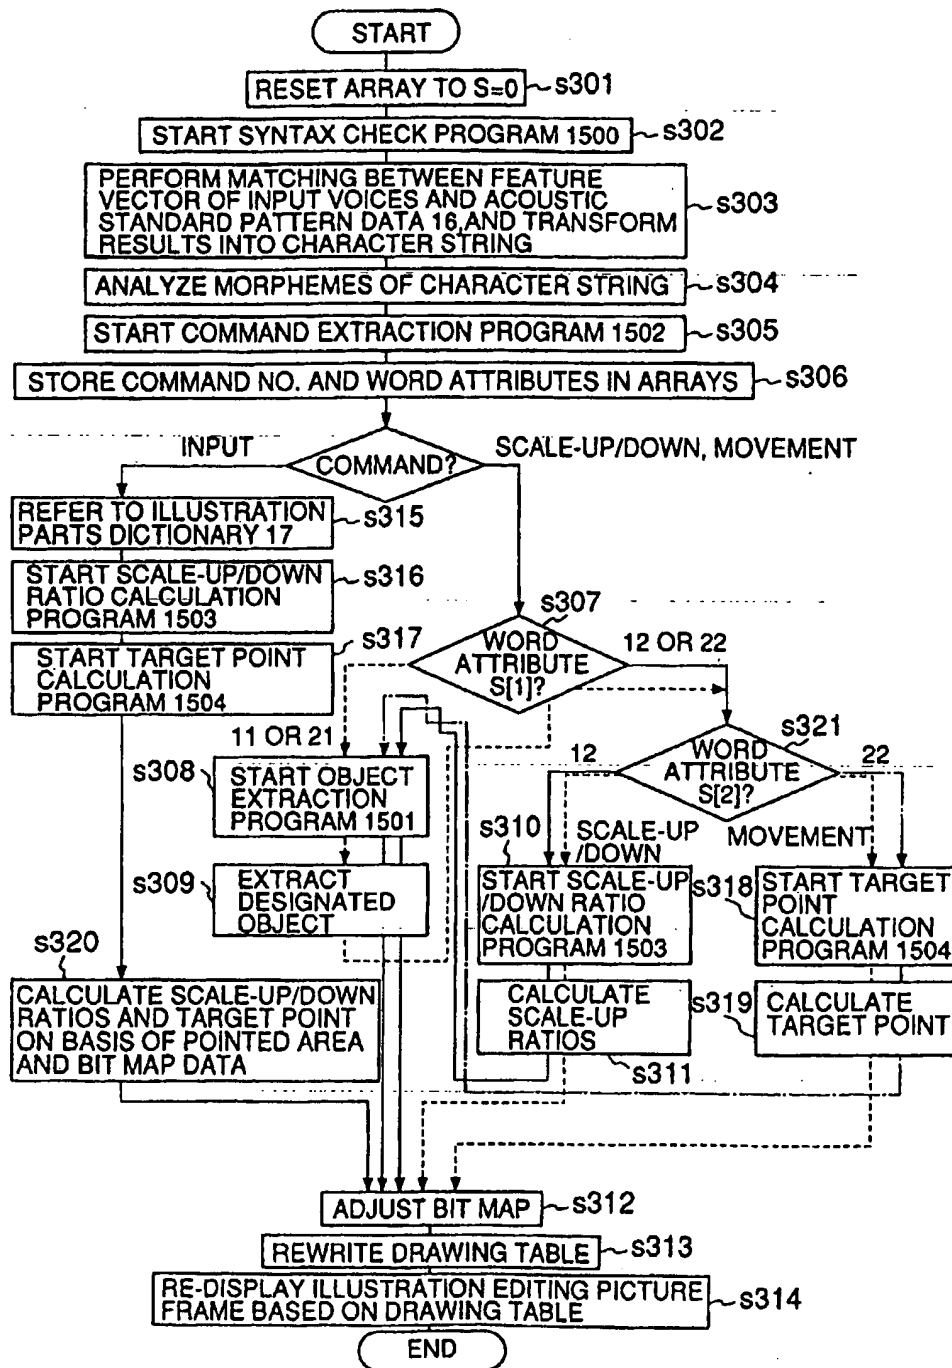 START
RESET ARRAY TO S=0
s301
START SYNTAX CHECK PROGRAM 1500
s302
PERFORM MATCHING BETWEEN FEATURE
VECTOR OF INPUT VOICES AND ACOUSTIC
STANDARD PATTERN DATA 16,AND TRANSFORM
RESULTS INTO CHARACTER STRING
s303
ANALYZE MORPHEMES OF CHARACTER STRING
s304
START COMMAND EXTRACTION PROGRAM 1502
s305
STORE COMMAND NO. AND WORD ATTRIBUTES IN ARRAYS
s306
INPUT
COMMAND?
SCALE-UP/DOWN, MOVEMENT
REFER TO ILLUSTRATION
PARTS DICTIONARY 17
s315
START SCALE-UP/DOWN
RATIO CALCULATION
PROGRAM 1503
s316
START TARGET POINT
CALCULATION
PROGRAM 1504
s317
s307
WORD
ATTRIBUTE
S[1]?
12 OR 22
11 OR 21
s308
START OBJECT
EXTRACTION
PROGRAM 1501
s309
EXTRACT
DESIGNATED
OBJECT
s321
12
WORD
ATTRIBUTE
S[2]?
22
s310
SCALE-UP
/DOWN
MOVEMENT
START SCALE-UP
/DOWN RATIO
CALCULATION
PROGRAM 1503
s318
START TARGET
POINT
CALCULATION
PROGRAM 1504
s320
CALCULATE SCALE-UP/DOWN
RATIOS AND TARGET POINT
ON BASIS OF POINTED AREA
AND BIT MAP DATA
CALCULATE
SCALE-UP
RATIOS
s311
s319
CALCULATE
TARGET POINT
ADJUST BIT MAP
s312
REWRITE DRAWING TABLE
s313
RE-DISPLAY ILLUSTRATION EDITING PICTURE
FRAME BASED ON DRAWING TABLE
s314
END